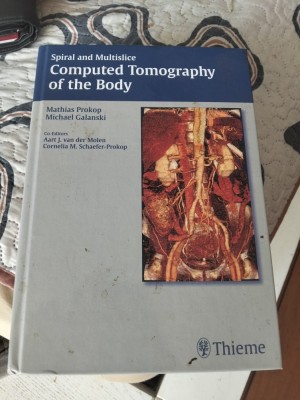 Spiral and Multislice
Computed Tomography
of the Body
Mathias Prokop
Michael Galanski
Co-Editors
Aart J. van der Molen
Cornelia M. Schaefer-Prokop
Thieme